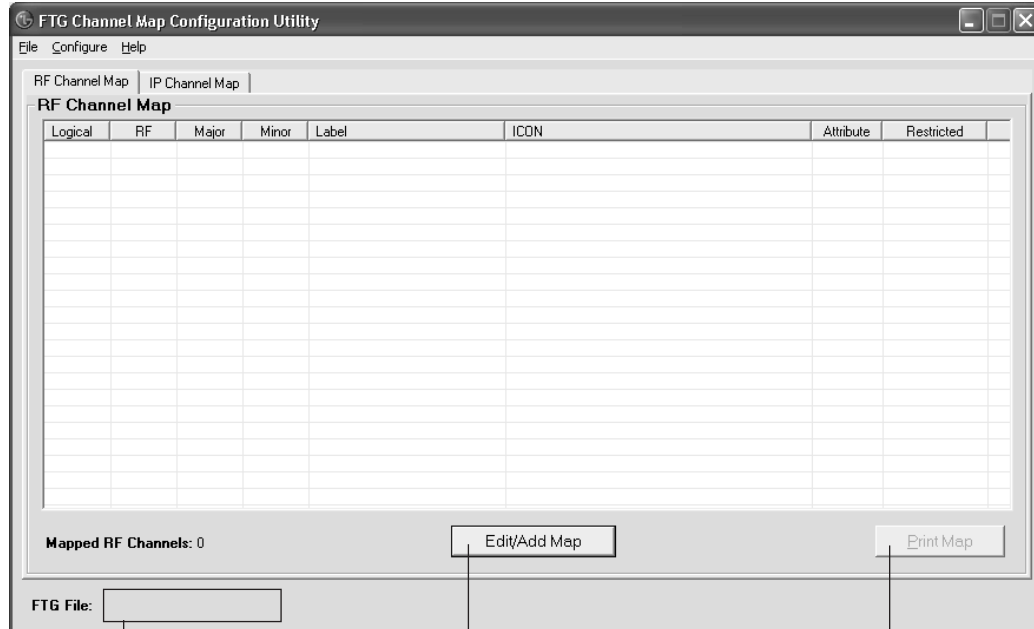 FTG Channel Map Configuration Utility
File Configure Help
RF Channel Map IP Channel Map
RF Channel Map
Logical RF Major Minor Label ICON Attribute Restricted
Mapped RF Channels: 0 Edit/Add Map Print Map
FTG File: